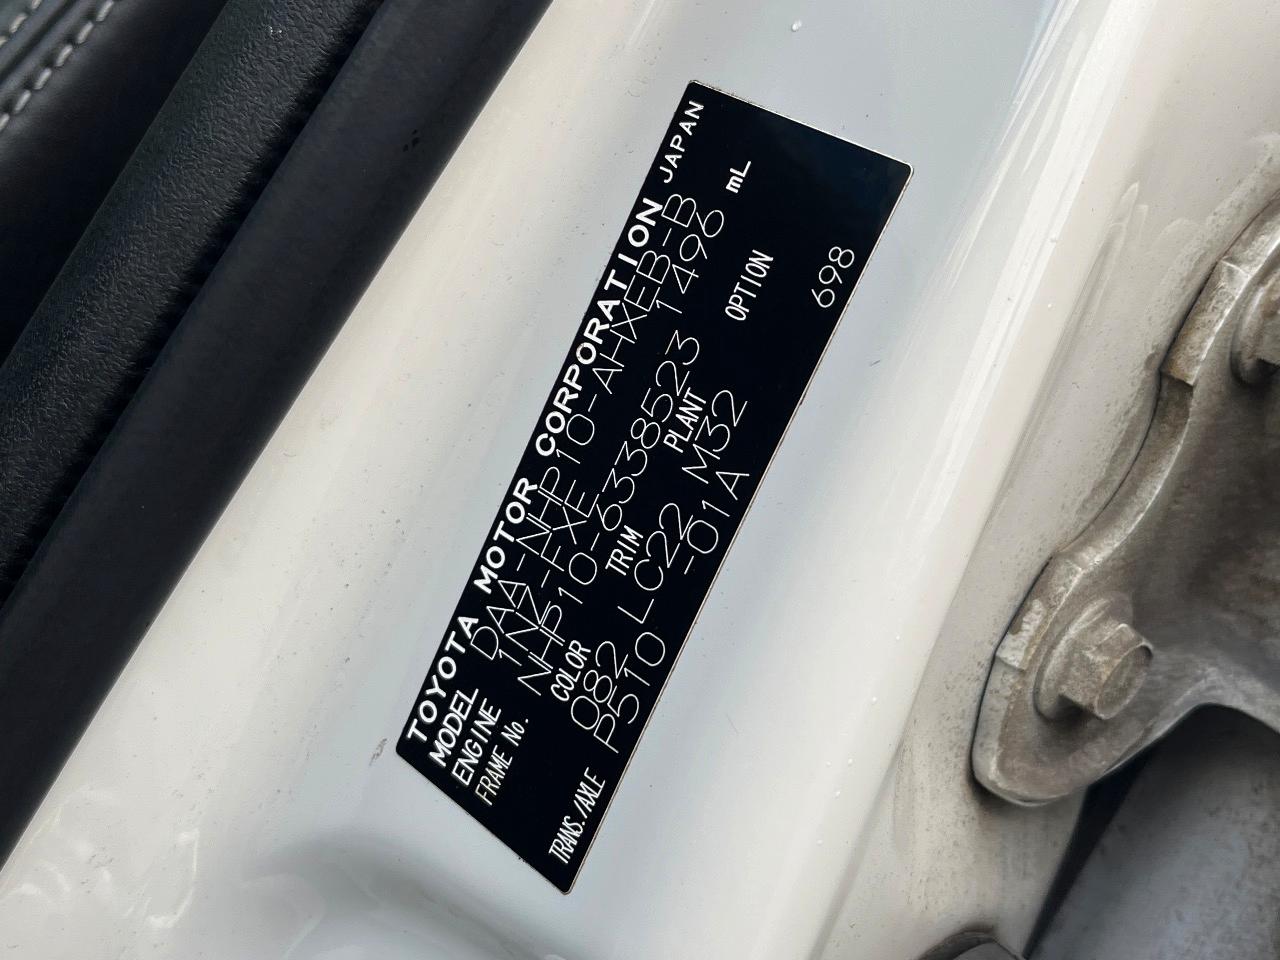 TOYOTA MOTOR CORPORATION JAPAN
MODEL DAA-NHP10-AHXEB-B
ENGINE 1NZ-FXE 1496 mL
FRAME No. NHP10-6338523
COLOR TRIM PLANT OPTION
082 LC22 M32 698
TRANS./AXLE P510 -01A